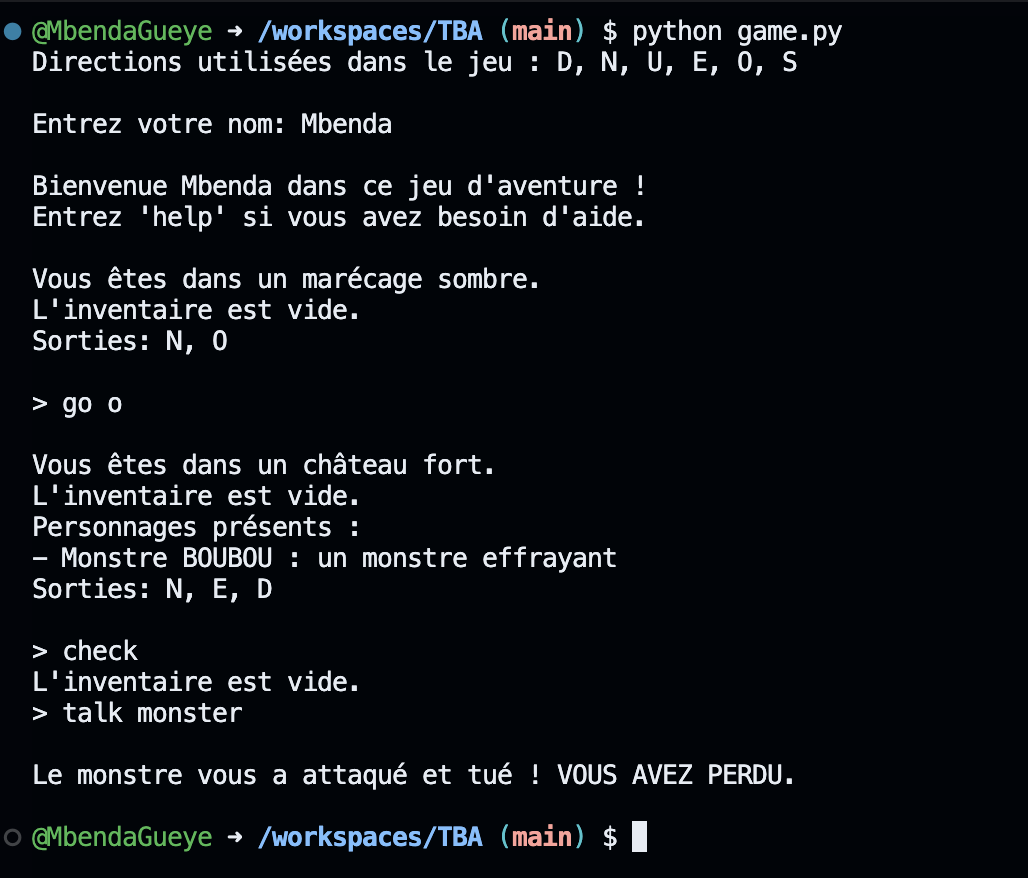 @MbendaGueye ➜ /workspaces/TBA (main) $ python game.py
Directions utilisées dans le jeu : D, N, U, E, O, S
Entrez votre nom: Mbenda
Bienvenue Mbenda dans ce jeu d'aventure !
Entrez 'help' si vous avez besoin d'aide.
Vous êtes dans un marécage sombre.
L'inventaire est vide.
Sorties: N, O
> go o
Vous êtes dans un château fort.
L'inventaire est vide.
Personnages présents :
– Monstre BOUBOU : un monstre effrayant
Sorties: N, E, D
> check
L'inventaire est vide.
> talk monster
Le monstre vous a attaqué et tué ! VOUS AVEZ PERDU.
@MbendaGueye ➜ /workspaces/TBA (main) $